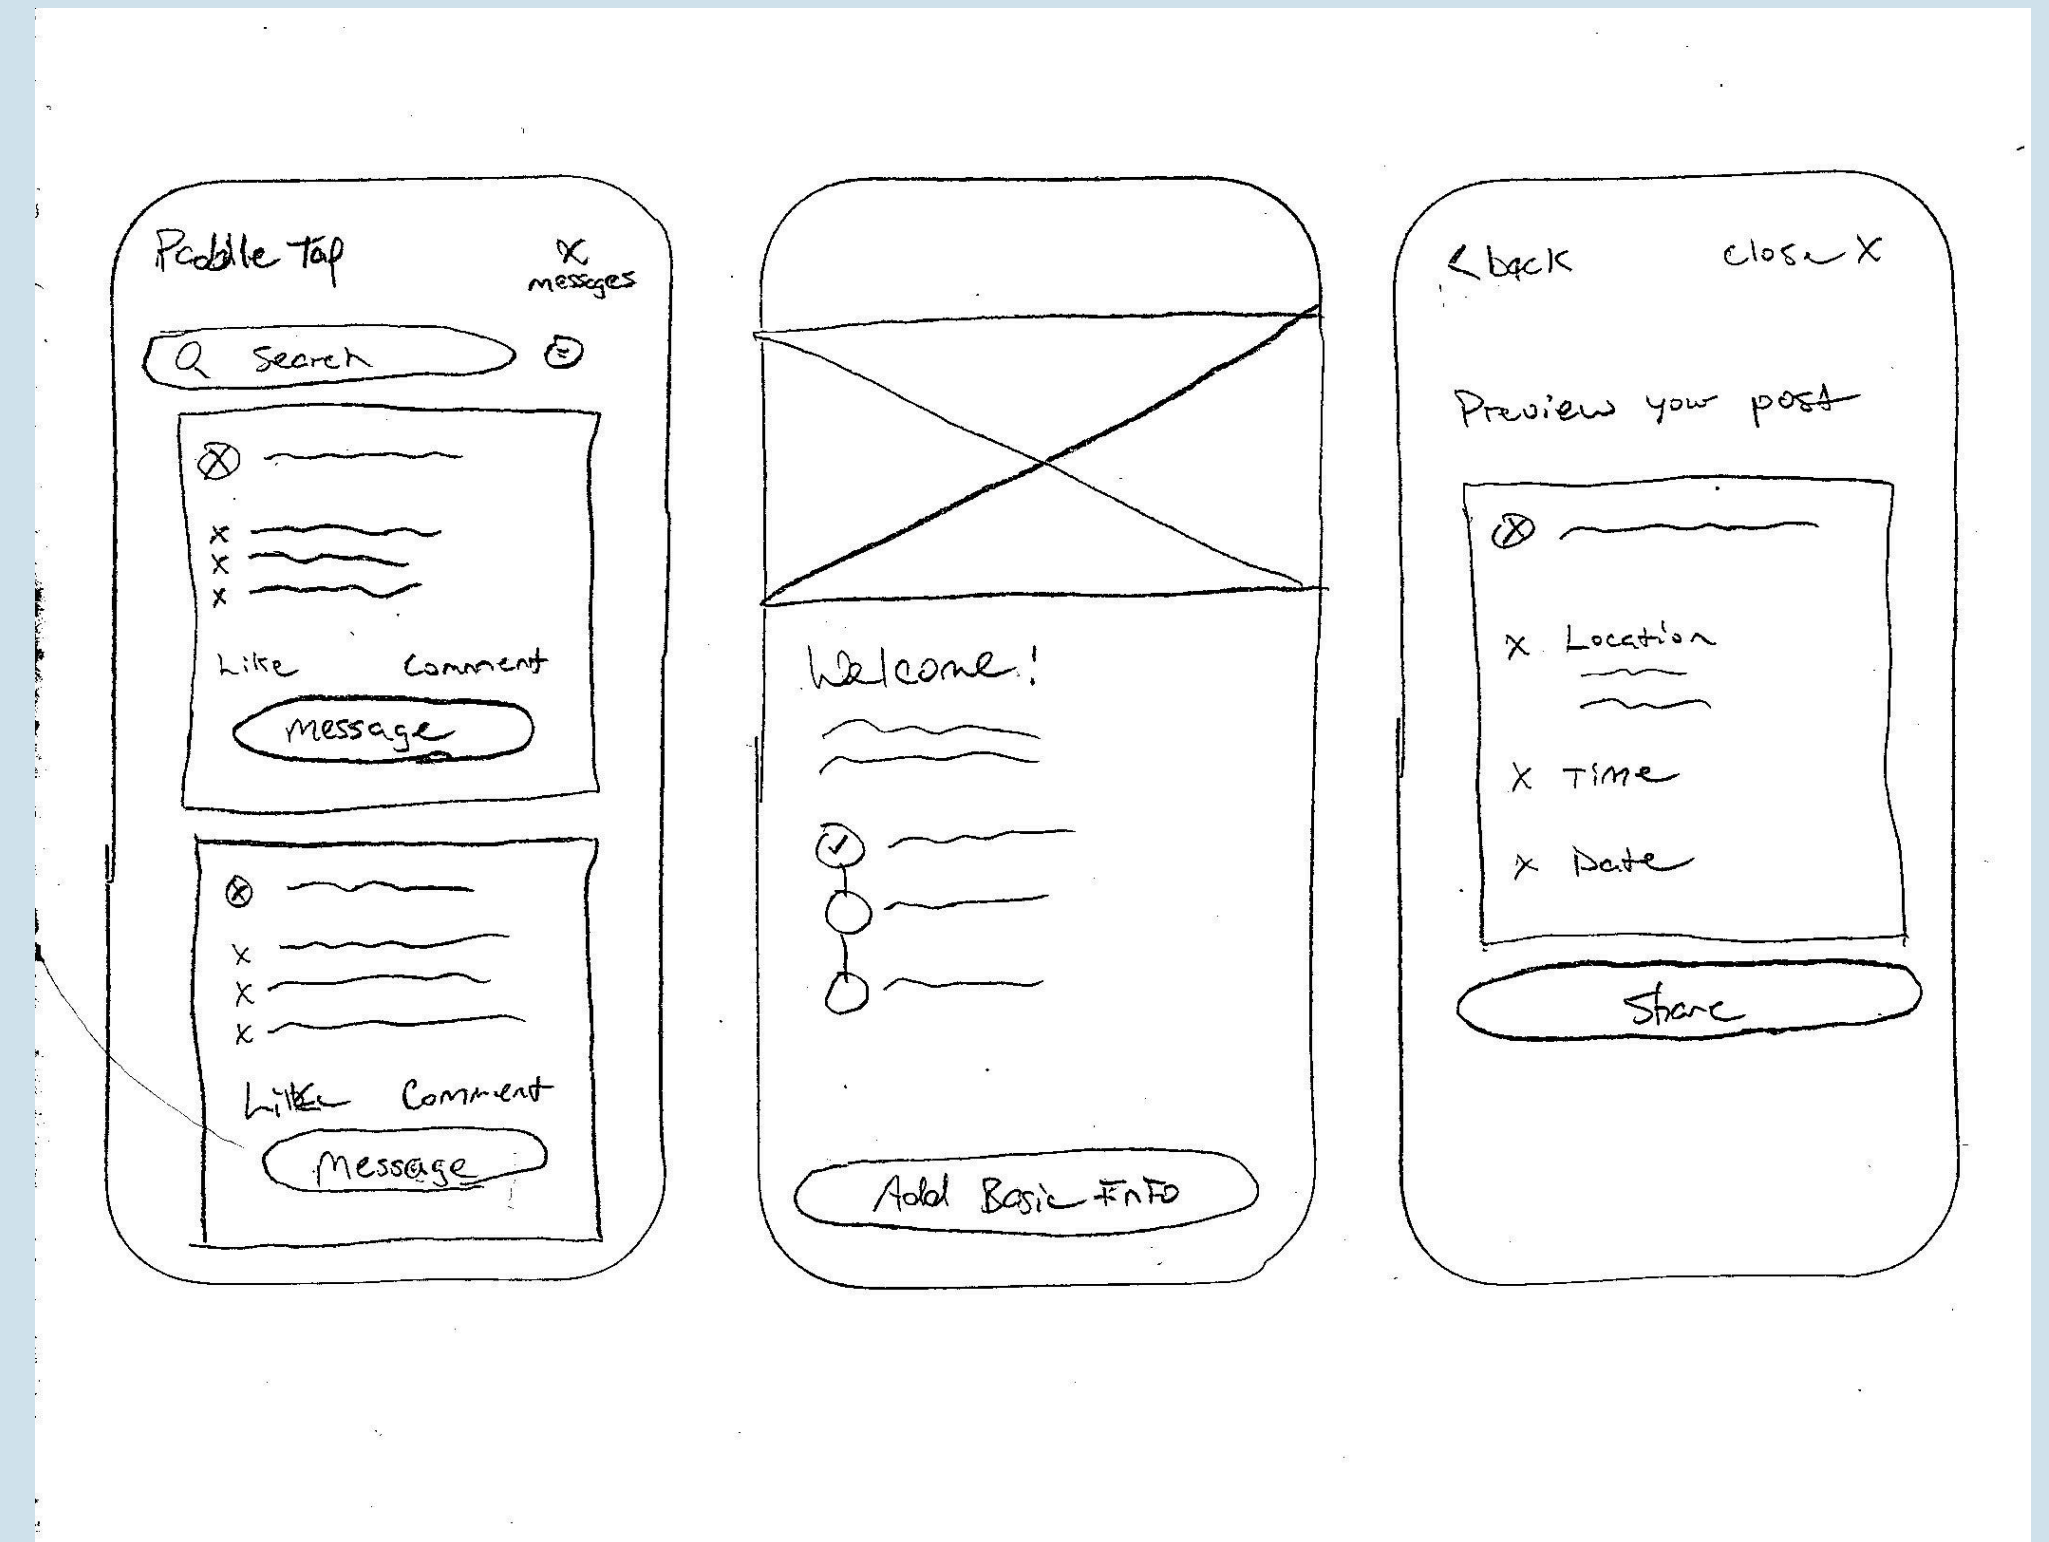 Paddle Tap
X
messages
Search
X
X
X
X
Like Comment
Message
X
X
X
X
Like Comment
Message
Welcome!
Add Basic Info
< back close X
Preview your post
X
X Location
X Time
X Date
Share